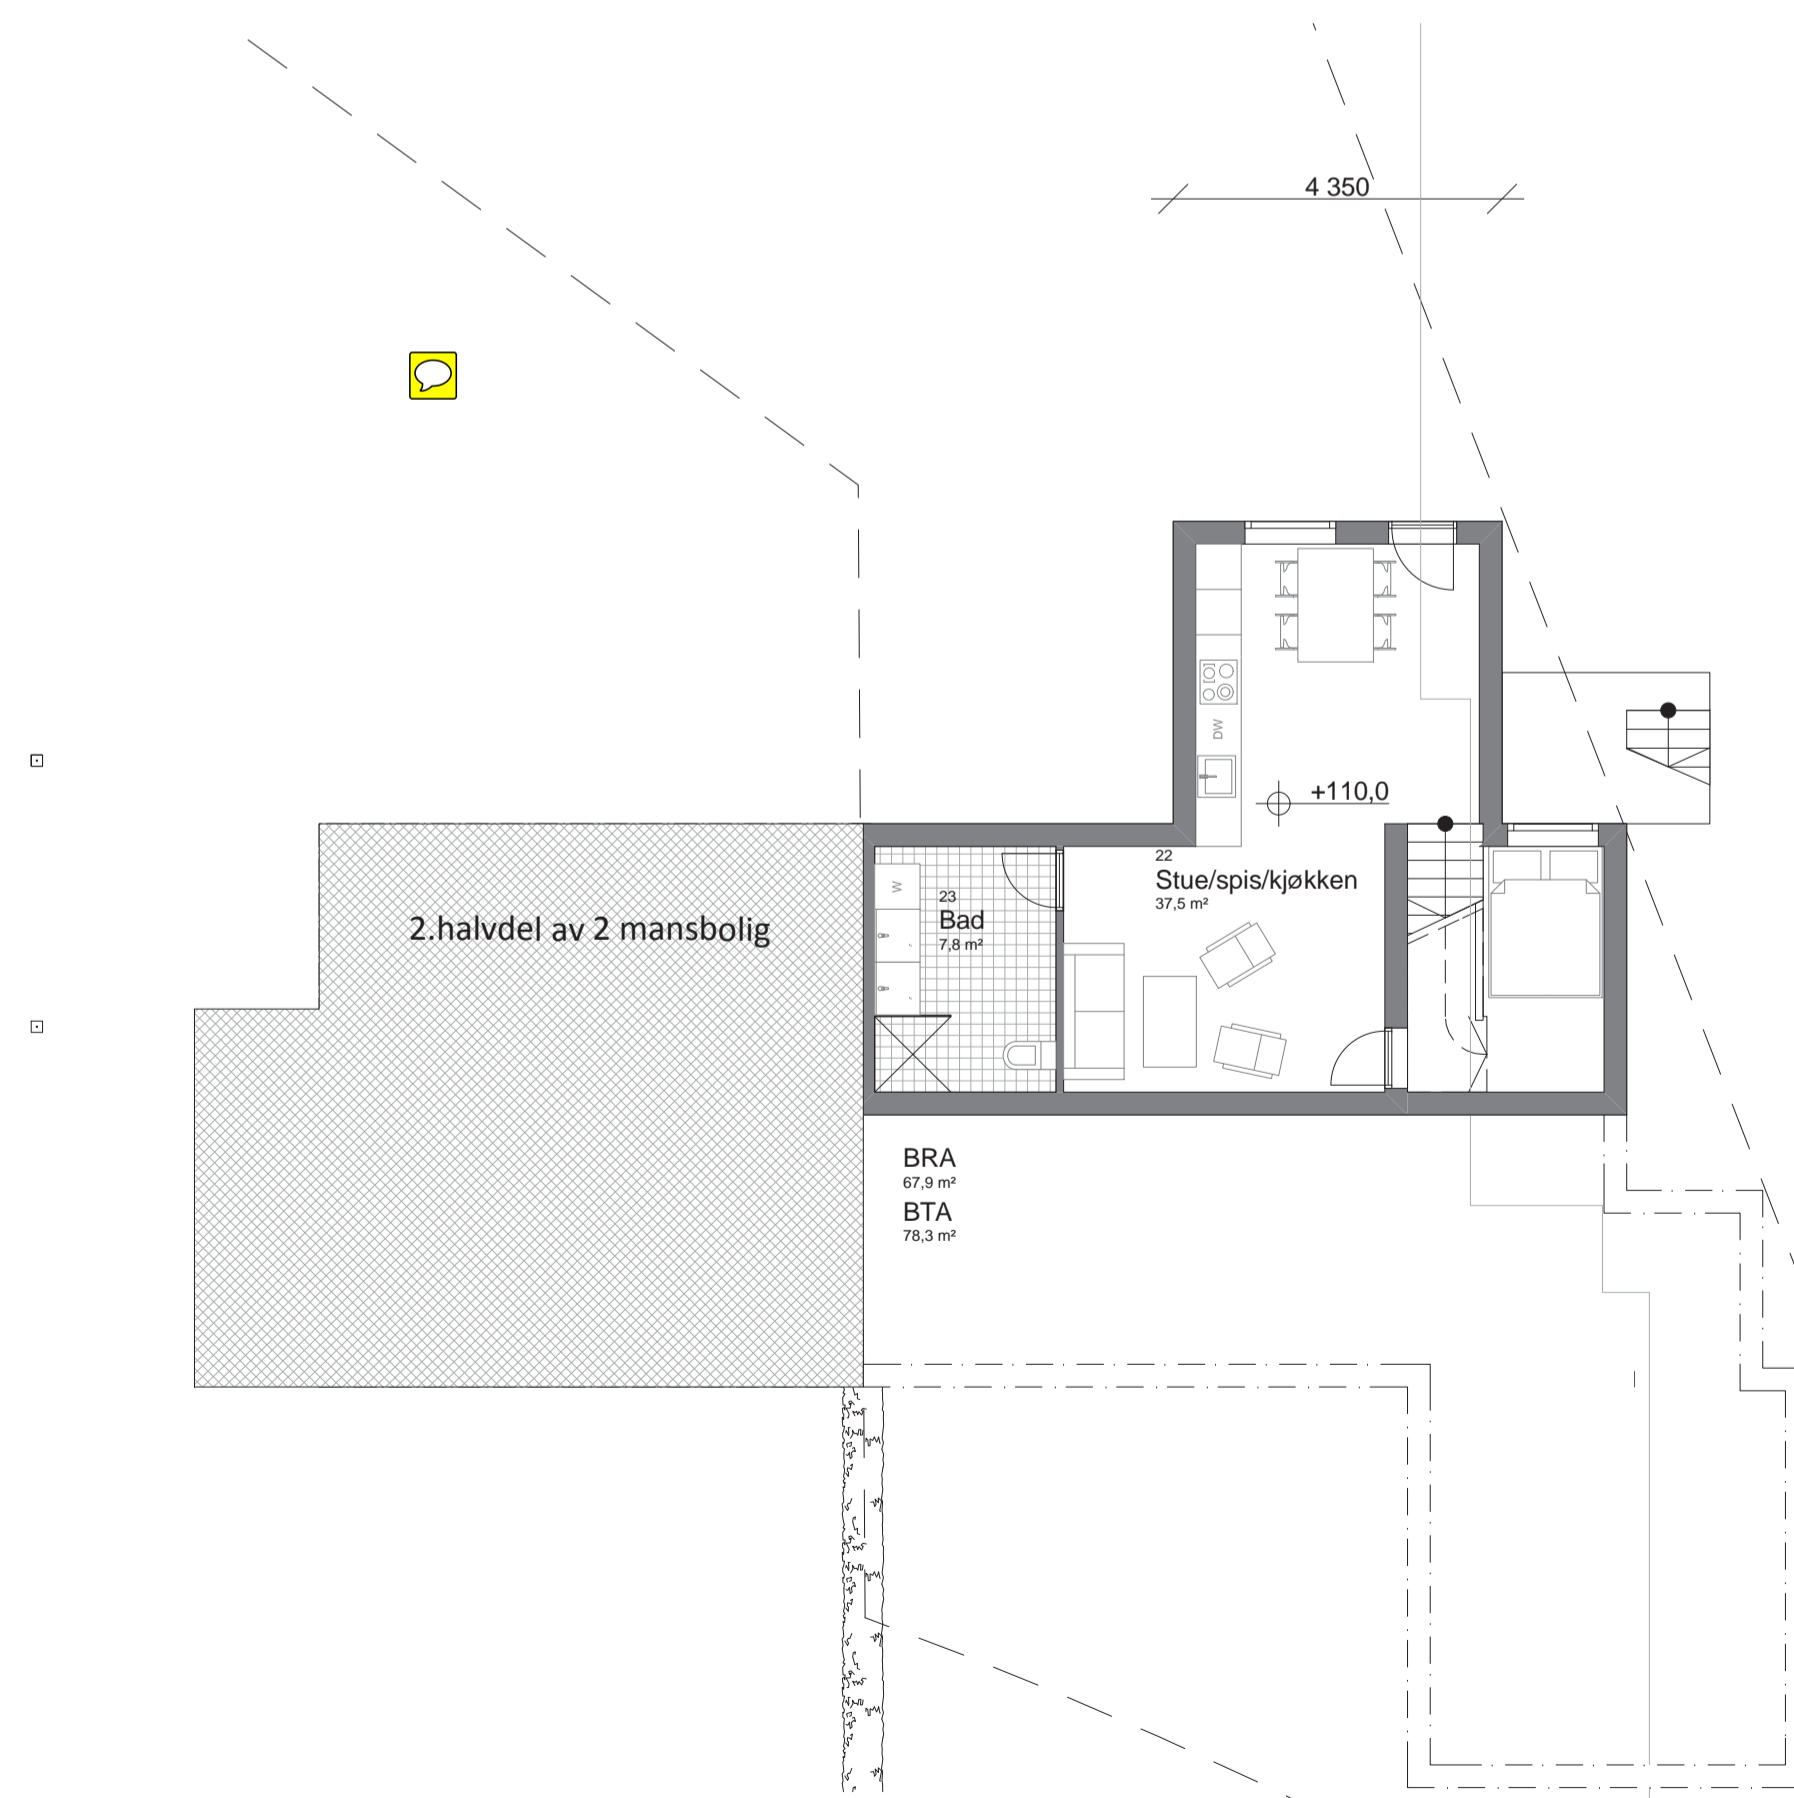 4 350
+110,0
DW
22
Stue/spis/kjøkken
37,5 m²
W
23
Bad
7,8 m²
2.halvdel av 2 mansbolig
BRA
67,9 m²
BTA
78,3 m²